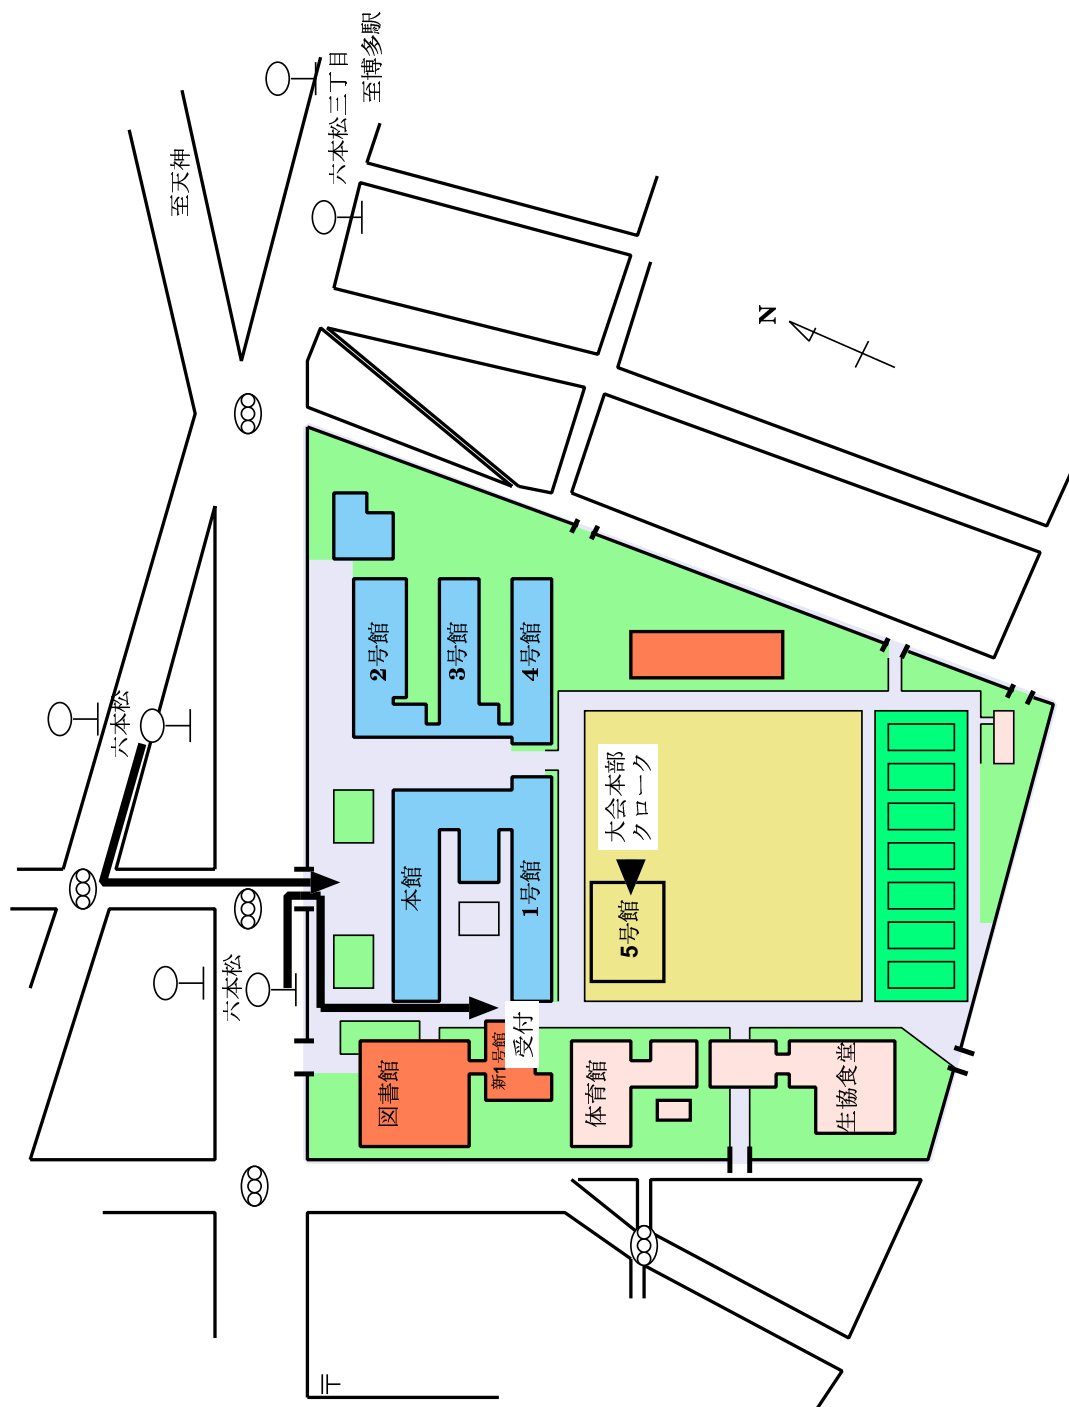 至博多駅
六本松三丁目
至天神
N
六本松
2号館
3号館
4号館
大会本部
クローク
本館
1号館
5号館
六本松
受付
新1号館
図書館
体育館
生協食堂
〒